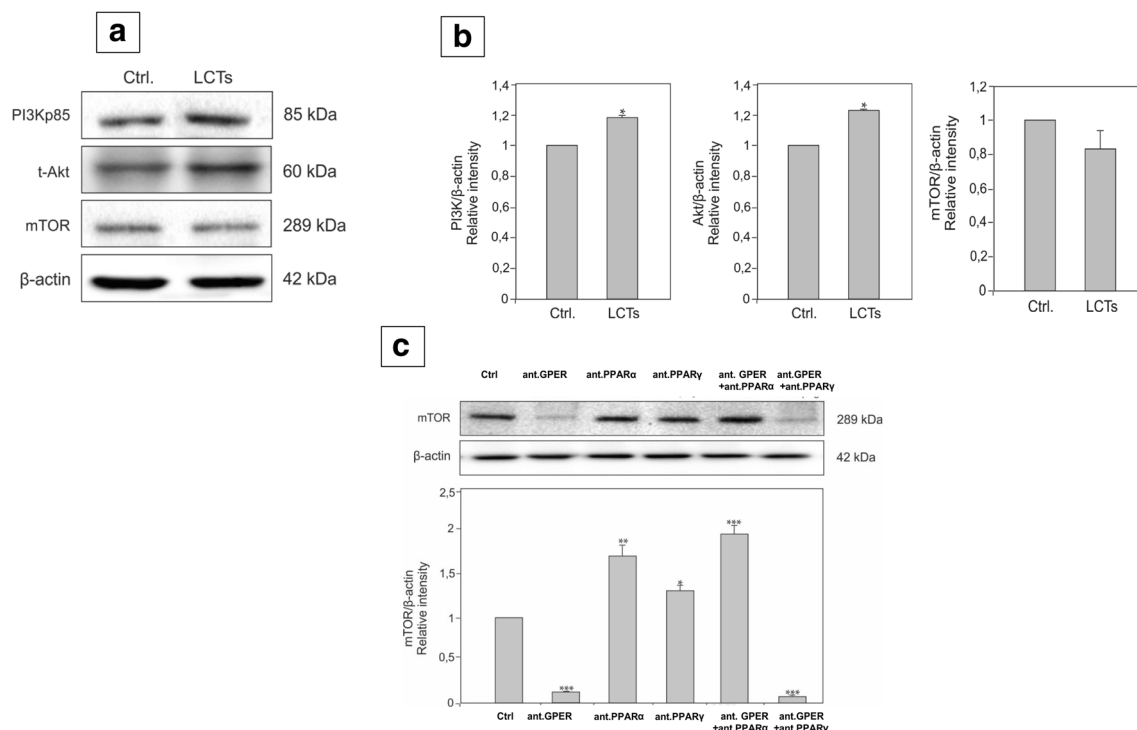 a
Ctrl. LCTs
PI3Kp85 85 kDa
t-Akt 60 kDa
mTOR 289 kDa
β-actin 42 kDa
b
PI3K/β-actin
Relative intensity
1,4
1,2
1
0,8
0,6
0,4
0,2
0
Ctrl. LCTs
*
Akt/β-actin
Relative intensity
1,4
1,2
1
0,8
0,6
0,4
0,2
0
Ctrl. LCTs
*
mTOR/β-actin
Relative intensity
1,2
1
0,8
0,6
0,4
0,2
0
Ctrl. LCTs
c
Ctrl ant.GPER ant.PPARα ant.PPARγ ant. GPER ant.GPER
+ant.PPARα +ant.PPARγ
mTOR 289 kDa
β-actin 42 kDa
mTOR/β-actin
Relative intensity
2,5
2
1,5
1
0,5
0
*** ** * *** ***
Ctrl ant.GPER ant.PPARα ant.PPARγ ant. GPER ant.GPER
+ant.PPARα +ant.PPARγ